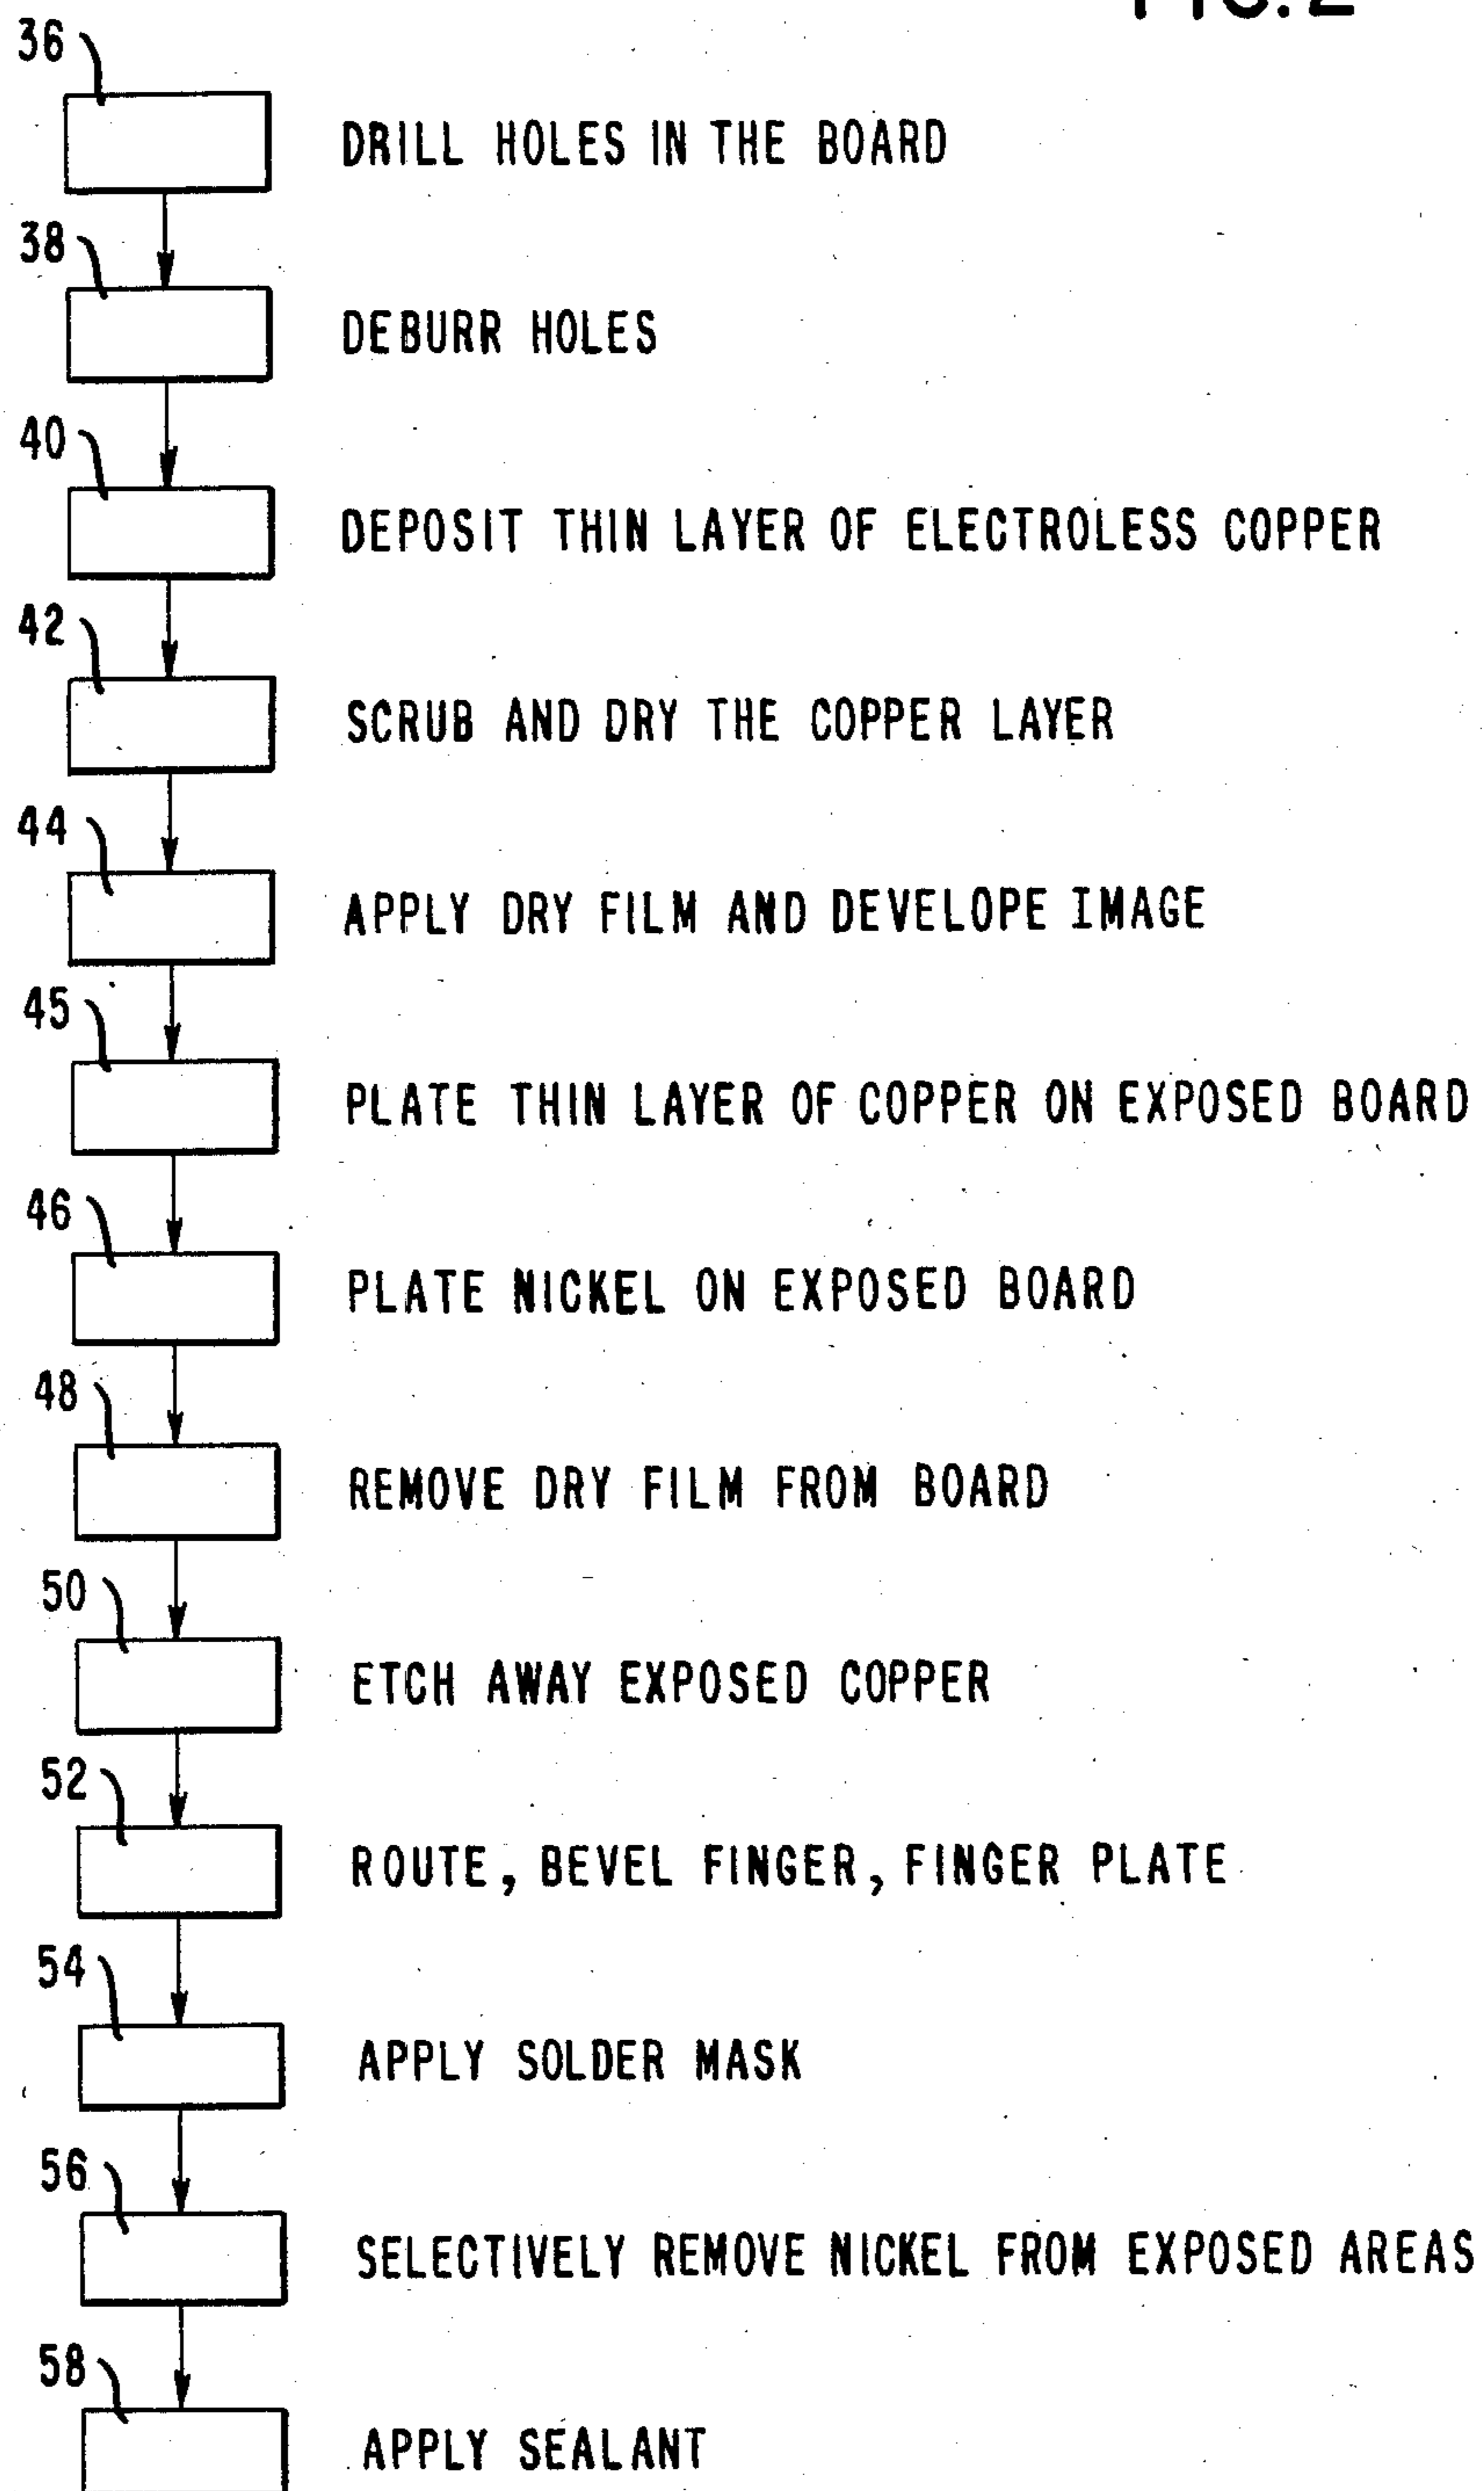 FIG. 2
36
DRILL HOLES IN THE BOARD
38
DEBURR HOLES
40
DEPOSIT THIN LAYER OF ELECTROLESS COPPER
42
SCRUB AND DRY THE COPPER LAYER
44
APPLY DRY FILM AND DEVELOPE IMAGE
45
PLATE THIN LAYER OF COPPER ON EXPOSED BOARD
46
PLATE NICKEL ON EXPOSED BOARD
48
REMOVE DRY FILM FROM BOARD
50
ETCH AWAY EXPOSED COPPER
52
ROUTE, BEVEL FINGER, FINGER PLATE
54
APPLY SOLDER MASK
56
SELECTIVELY REMOVE NICKEL FROM EXPOSED AREAS
58
APPLY SEALANT